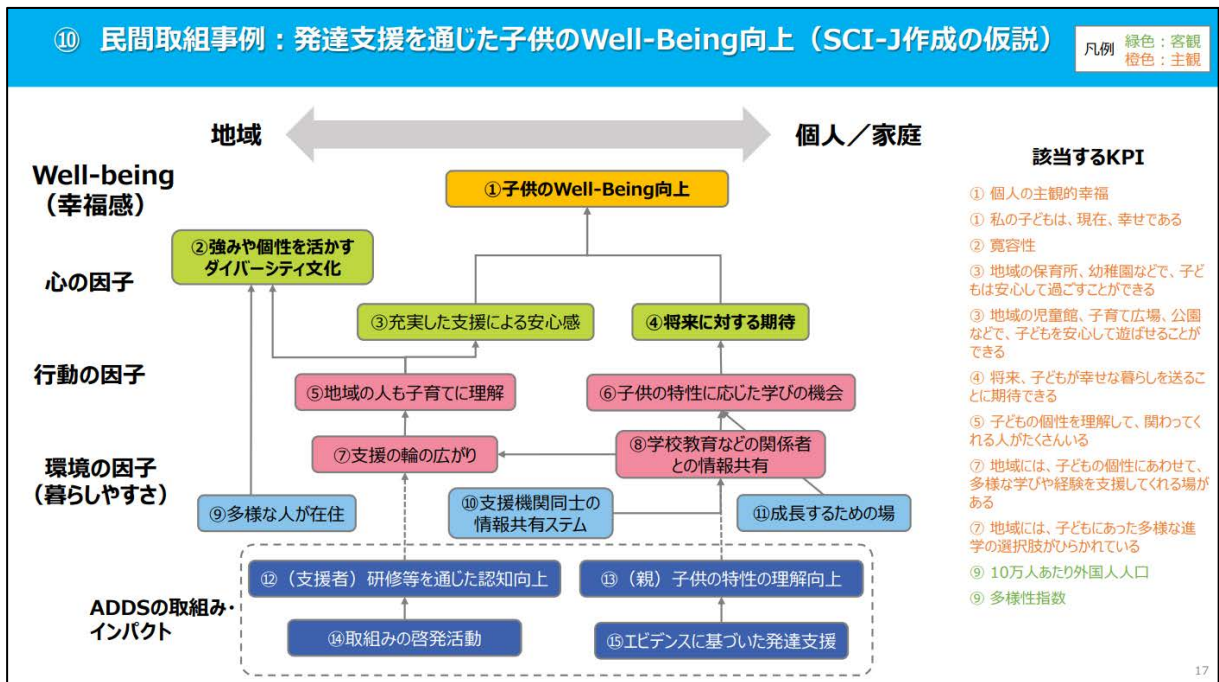 ⑩ 民間取組事例：発達支援を通じた子供のWell-Being向上（SCI-J作成の仮説）
凡例
緑色：客観
橙色：主観
地域
個人／家庭
Well-being
（幸福感）
①子供のWell-Being向上
②強みや個性を活かす
ダイバーシティ文化
心の因子
③充実した支援による安心感
④将来に対する期待
行動の因子
⑤地域の人も子育てに理解
⑥子供の特性に応じた学びの機会
⑦支援の輪の広がり
⑧学校教育などの関係者
との情報共有
環境の因子
（暮らしやすさ）
⑨多様な人が在住
⑩支援機関同士の
情報共有ステム
⑪成長するための場
⑫（支援者）研修等を通じた認知向上
⑬（親）子供の特性の理解向上
ADDSの取組み・
インパクト
⑭取組みの啓発活動
⑮エビデンスに基づいた発達支援
該当するKPI
① 個人の主観的幸福
① 私の子どもは、現在、幸せである
② 寛容性
③ 地域の保育所、幼稚園などで、子ど
もは安心して過ごすことができる
③ 地域の児童館、子育て広場、公園
などで、子どもを安心して遊ばせることが
できる
④ 将来、子どもが幸せな暮らしを送るこ
とに期待できる
⑤ 子どもの個性を理解して、関わってく
れる人がたくさんいる
⑦ 地域には、子どもの個性にあわせて、
多様な学びや経験を支援してくれる場が
ある
⑦ 地域には、子どもにあった多様な進
学の選択肢がひらかれている
⑨ 10万人あたり外国人人口
⑨ 多様性指数
17